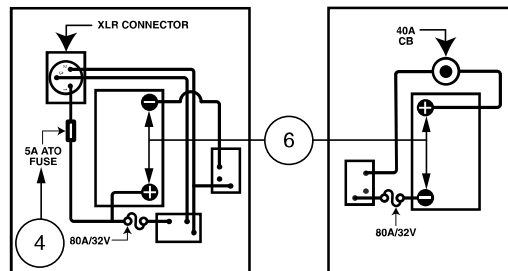 XLR CONNECTOR
5A ATO
FUSE
4
80A/32V
6
40A
CB
80A/32V